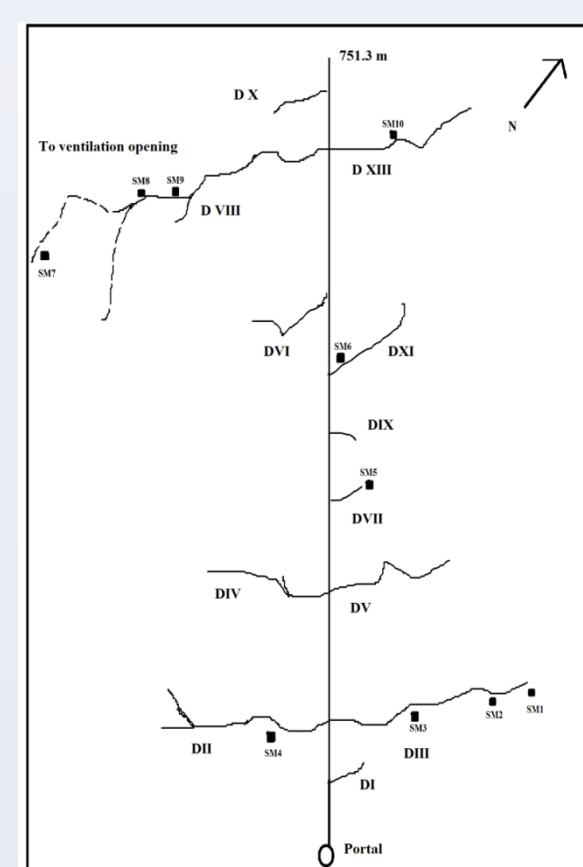 751.3 m
D X
N
SM10
To ventilation opening
D XIII
SM8
SM9
D VIII
SM7
SM6
DVI
DXI
DIX
SM5
DVII
DIV
DV
SM1
SM2
SM3
DII
SM4
DIII
DI
Portal